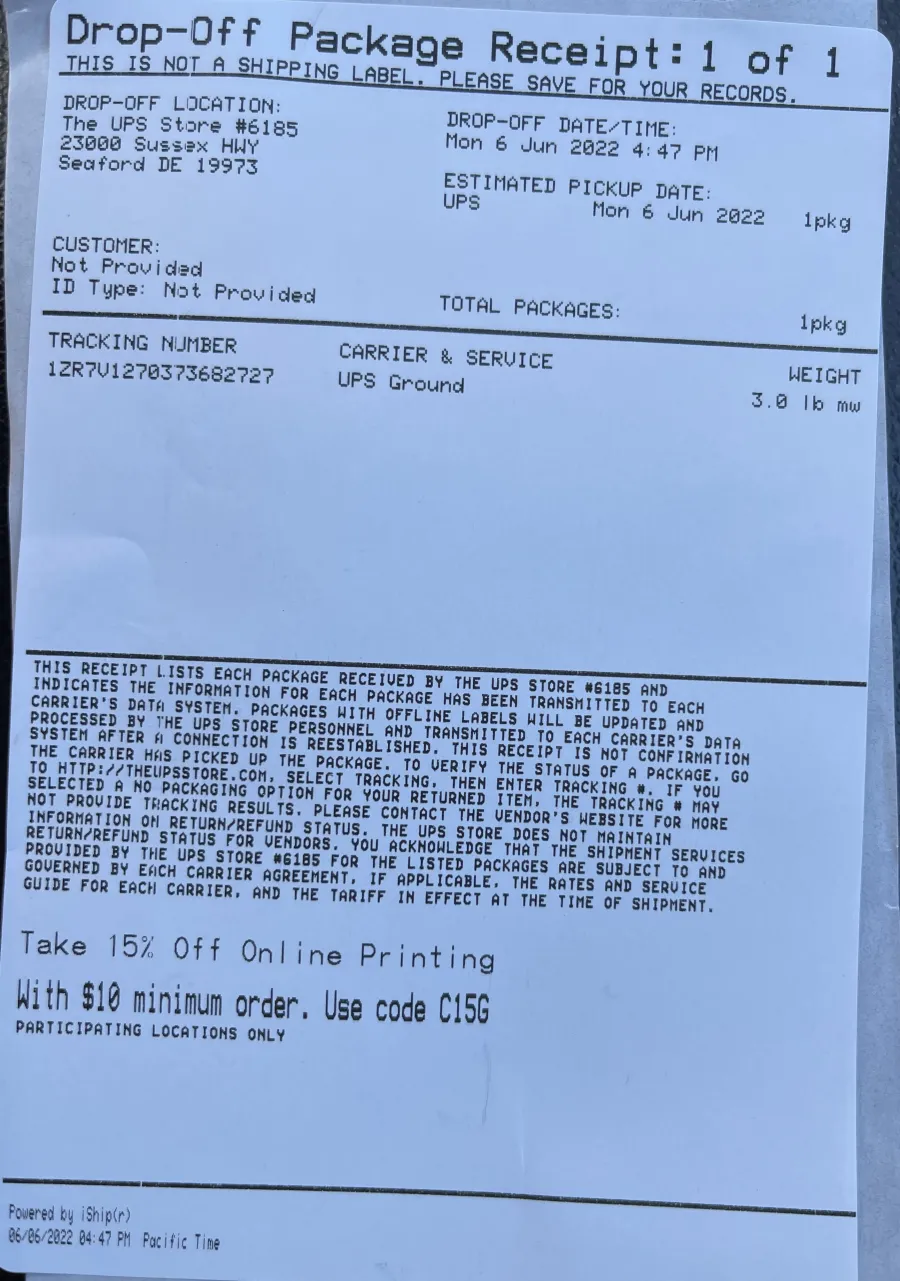 Drop-Off Package Receipt: 1 of 1
THIS IS NOT A SHIPPING LABEL. PLEASE SAVE FOR YOUR RECORDS.
DROP-OFF LOCATION:
The UPS Store #6185
23000 Sussex HWY
Seaford DE 19973
DROP-OFF DATE/TIME:
Mon 6 Jun 2022 4:47 PM
ESTIMATED PICKUP DATE:
UPS Mon 6 Jun 2022 1pkg
CUSTOMER:
Not Provided
ID Type: Not Provided
TOTAL PACKAGES: 1pkg
TRACKING NUMBER CARRIER & SERVICE WEIGHT
1ZR7V1270373682727 UPS Ground 3.0 lb mw
THIS RECEIPT LISTS EACH PACKAGE RECEIVED BY THE UPS STORE #6185 AND
INDICATES THE INFORMATION FOR EACH PACKAGE HAS BEEN TRANSMITTED TO EACH
CARRIER'S DATA SYSTEM. PACKAGES WITH OFFLINE LABELS WILL BE UPDATED AND
PROCESSED BY THE UPS STORE PERSONNEL AND TRANSMITTED TO EACH CARRIER'S DATA
SYSTEM AFTER A CONNECTION IS REESTABLISHED. THIS RECEIPT IS NOT CONFIRMATION
THE CARRIER HAS PICKED UP THE PACKAGE. TO VERIFY THE STATUS OF A PACKAGE, GO
TO HTTP://THEUPSSTORE.COM, SELECT TRACKING, THEN ENTER TRACKING #. IF YOU
SELECTED A NO PACKAGING OPTION FOR YOUR RETURNED ITEM, THE TRACKING # MAY
NOT PROVIDE TRACKING RESULTS. PLEASE CONTACT THE VENDOR'S WEBSITE FOR MORE
INFORMATION ON RETURN/REFUND STATUS. THE UPS STORE DOES NOT MAINTAIN
RETURN/REFUND STATUS FOR VENDORS. YOU ACKNOWLEDGE THAT THE SHIPMENT SERVICES
PROVIDED BY THE UPS STORE #6185 FOR THE LISTED PACKAGES ARE SUBJECT TO AND
GOVERNED BY EACH CARRIER AGREEMENT, IF APPLICABLE, THE RATES AND SERVICE
GUIDE FOR EACH CARRIER, AND THE TARIFF IN EFFECT AT THE TIME OF SHIPMENT.
Take 15% Off Online Printing
With $10 minimum order. Use code C15G
PARTICIPATING LOCATIONS ONLY
Powered by iShip(r)
06/06/2022 04:47 PM Pacific Time